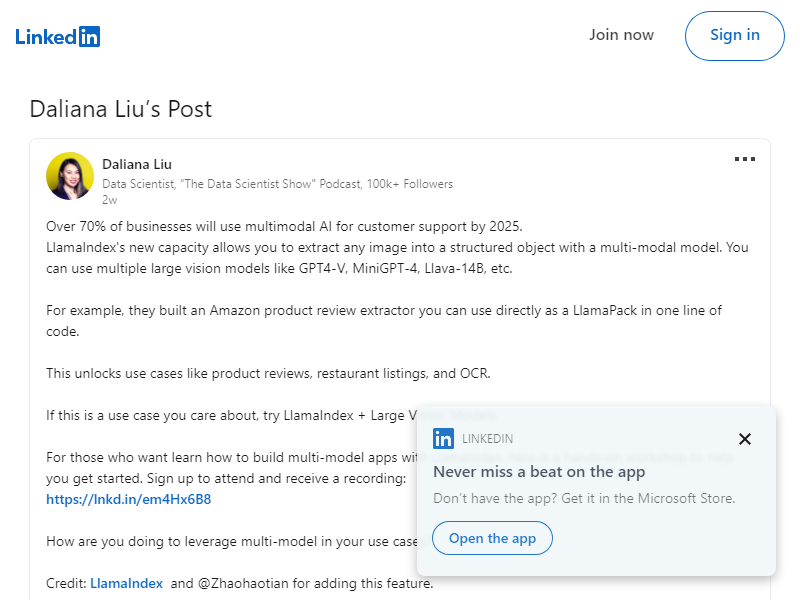 LinkedIn
Join now
Sign in
Daliana Liu's Post
Daliana Liu
Data Scientist, "The Data Scientist Show" Podcast, 100k+ Followers
2w
Over 70% of businesses will use multimodal AI for customer support by 2025.
LlamaIndex's new capacity allows you to extract any image into a structured object with a multi-modal model. You
can use multiple large vision models like GPT4-V, MiniGPT-4, Llava-14B, etc.
For example, they built an Amazon product review extractor you can use directly as a LlamaPack in one line of
code.
This unlocks use cases like product reviews, restaurant listings, and OCR.
If this is a use case you care about, try LlamaIndex + Large Vision Models.
For those who want learn how to build multi-model apps with
you get started. Sign up to attend and receive a recording:
https://lnkd.in/em4Hx6B8
How are you doing to leverage multi-model in your use case
Credit: LlamaIndex and @Zhaohaotian for adding this feature.
in LINKEDIN
Never miss a beat on the app
Don't have the app? Get it in the Microsoft Store.
Open the app